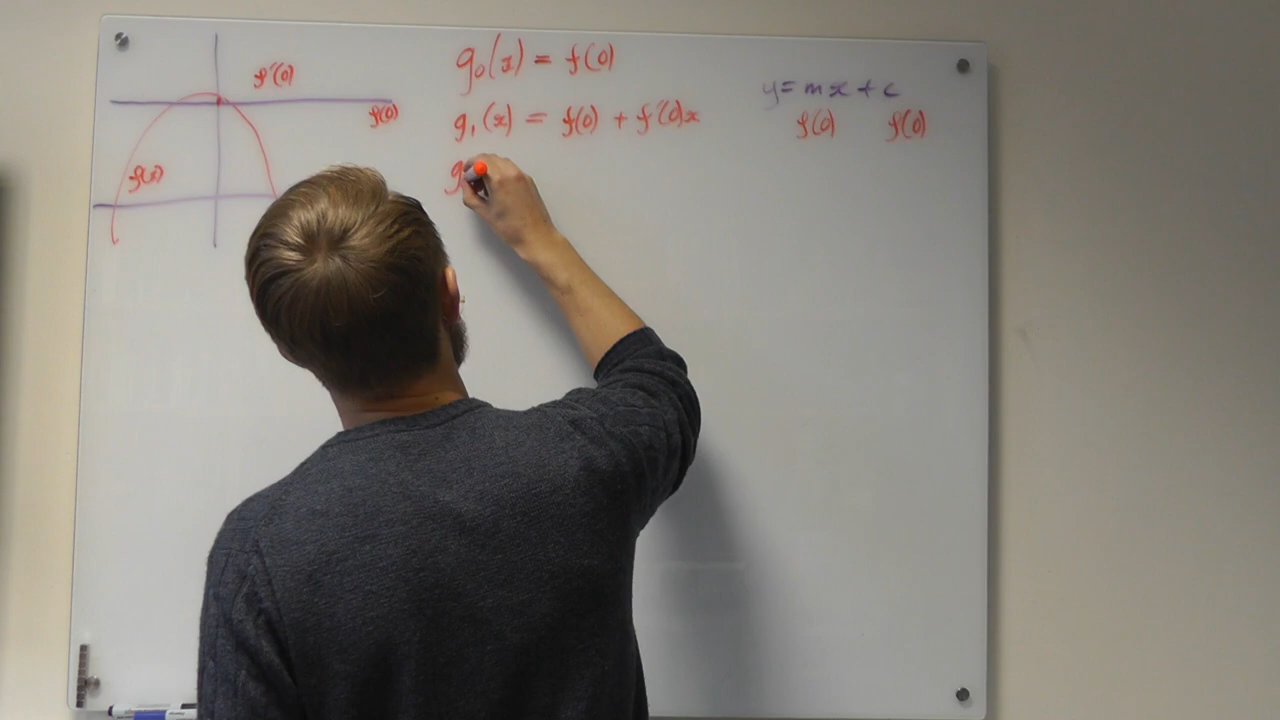 f'(0)
f(0)
f(x)
g₀(x) = f(0)
g₁(x) = f(0) + f'(0)x
g
y = mx + c
f'(0) f(0)